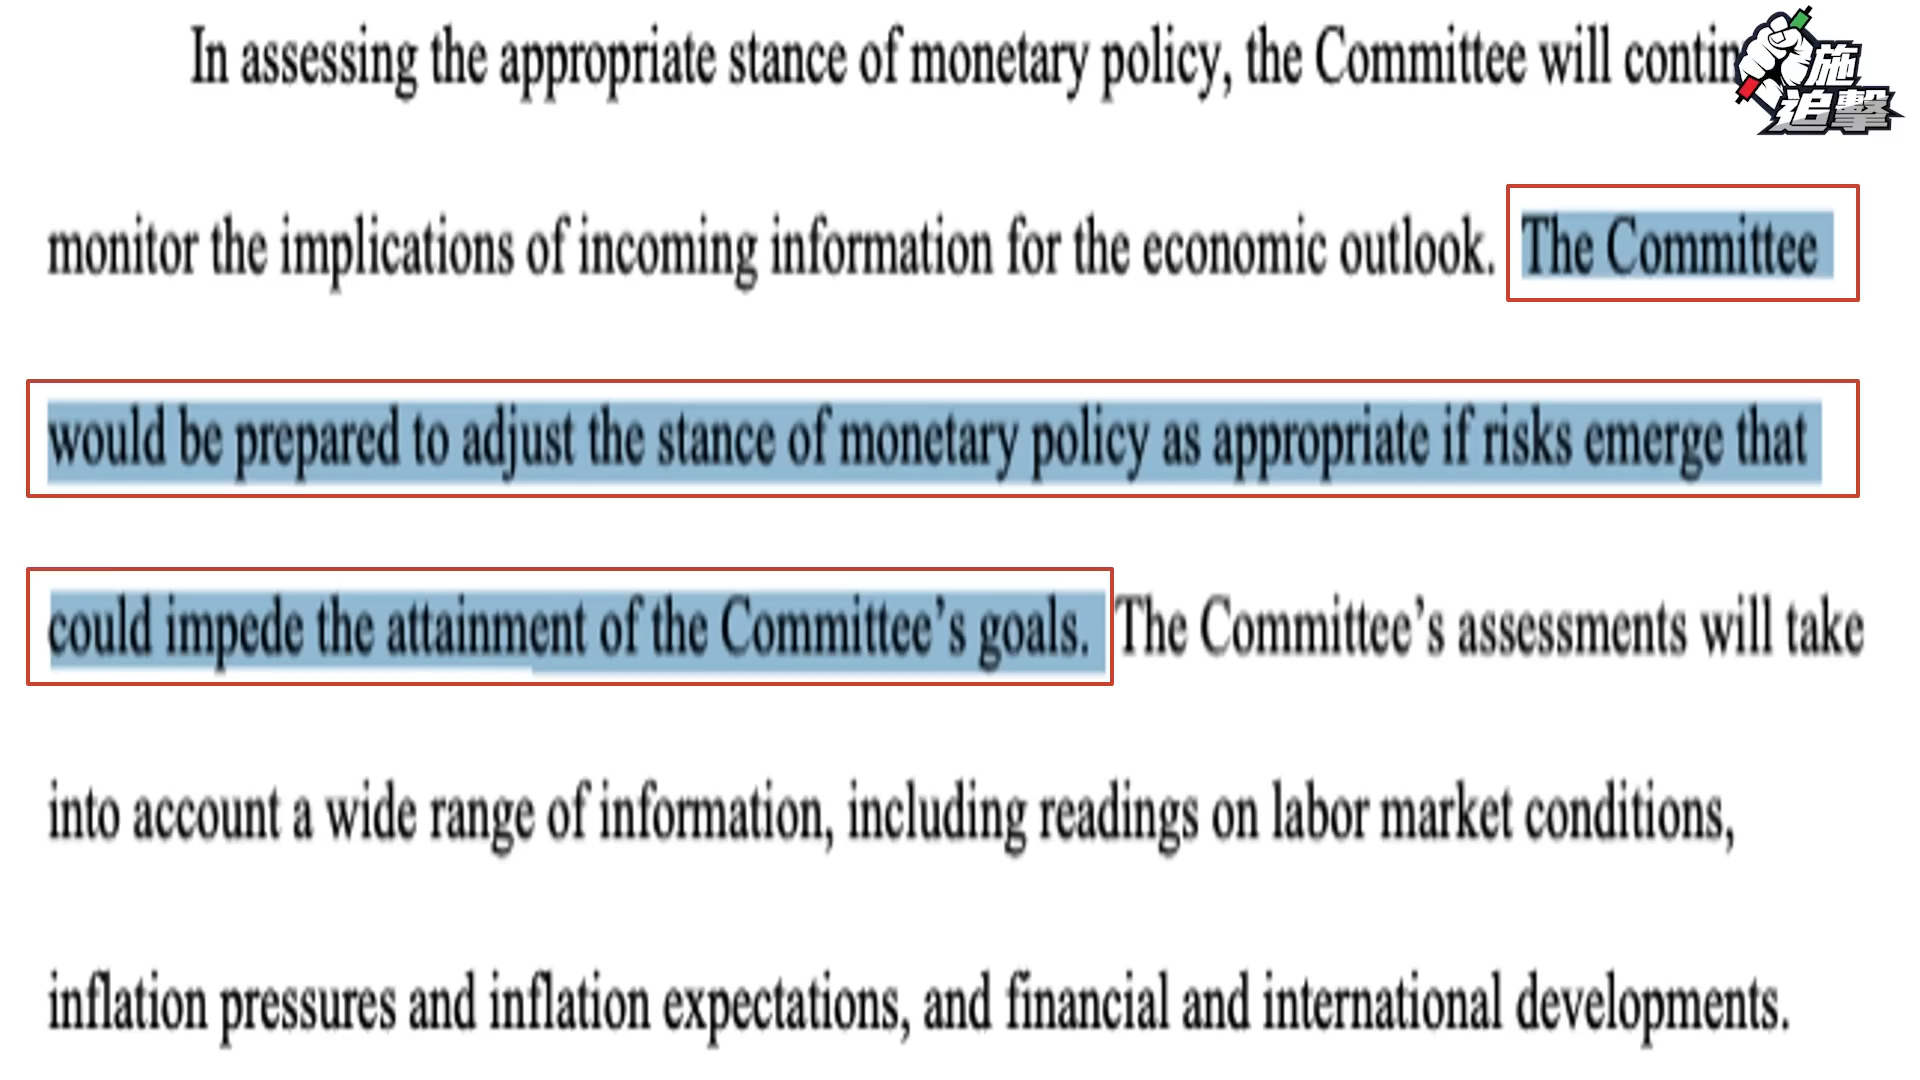 In assessing the appropriate stance of monetary policy, the Committee will contin
施
追擊
monitor the implications of incoming information for the economic outlook. The Committee
would be prepared to adjust the stance of monetary policy as appropriate if risks emerge that
could impede the attainment of the Committee’s goals. The Committee’s assessments will take
into account a wide range of information, including readings on labor market conditions,
inflation pressures and inflation expectations, and financial and international developments.